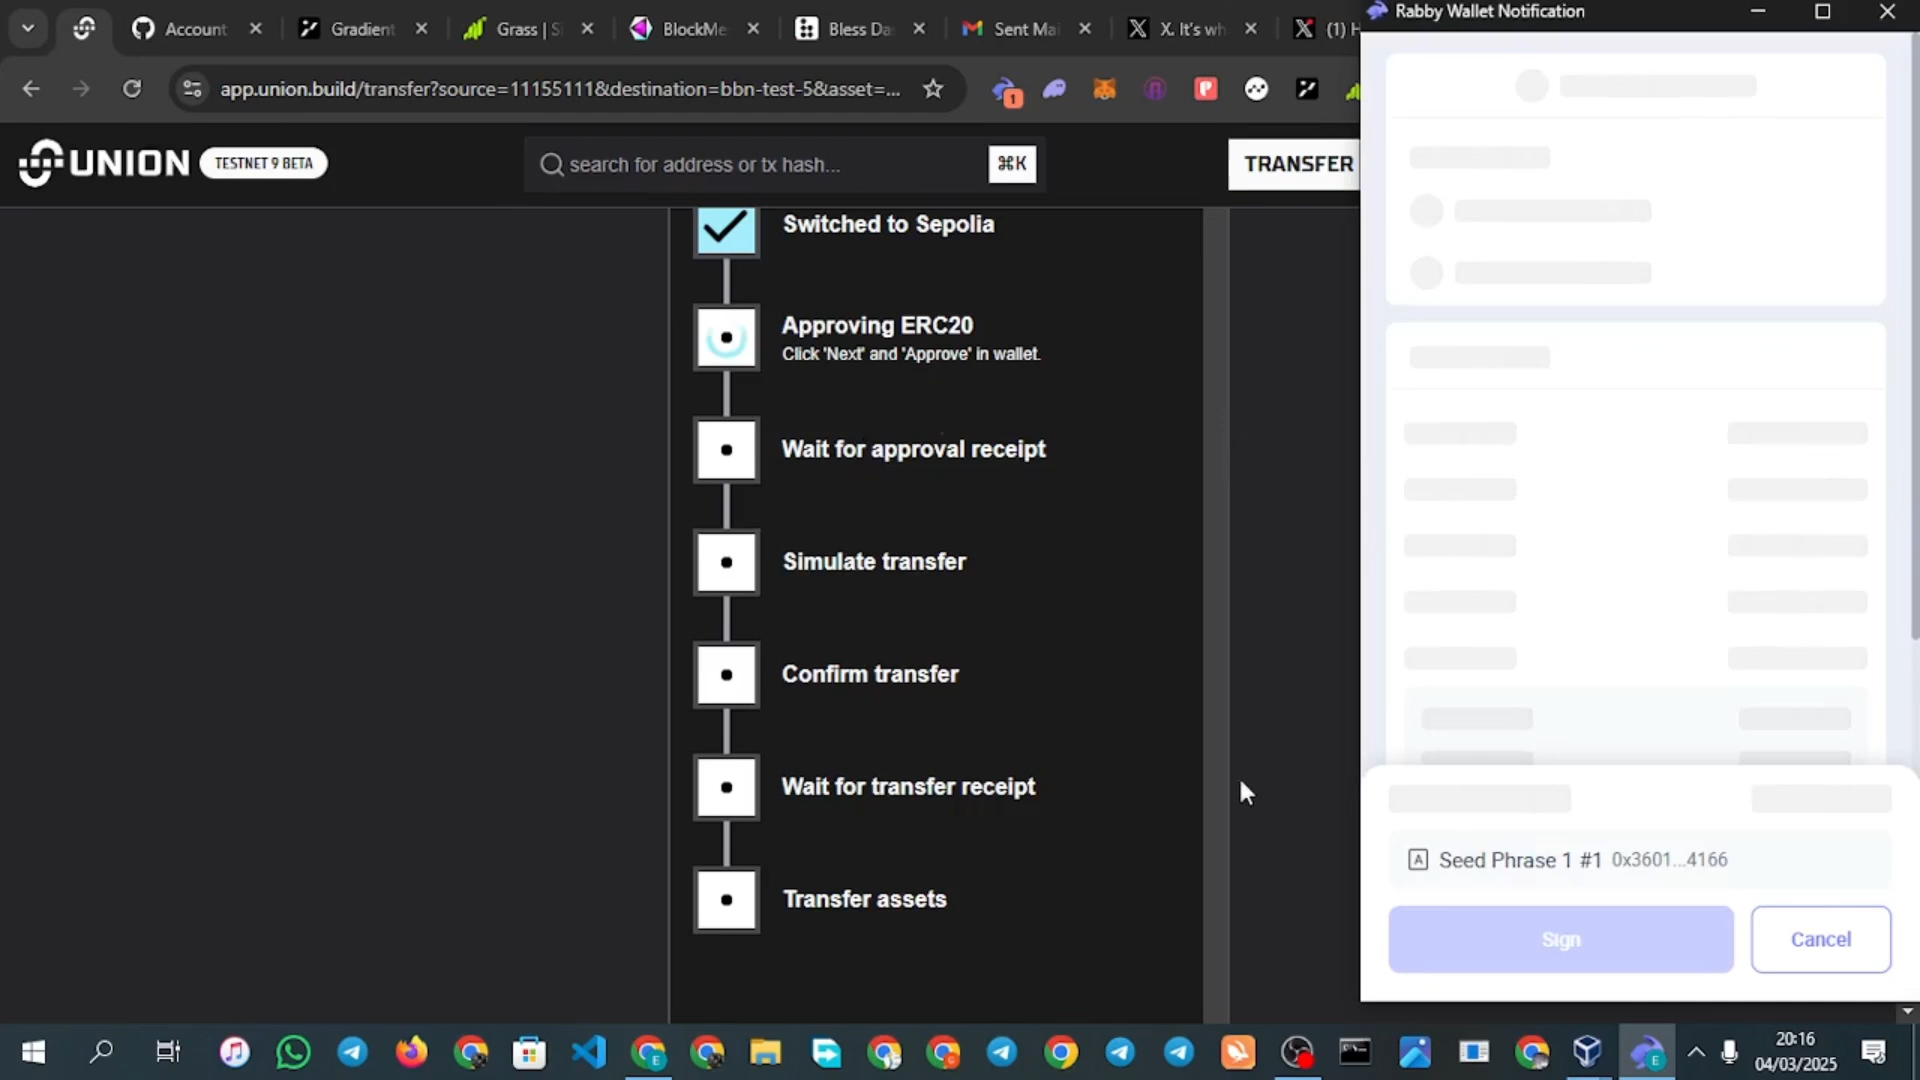 Account
Gradient
Grass | S
BlockMe
Bless Da
Sent Mai
X. It's wh
(1) H
Rabby Wallet Notification
app.union.build/transfer?source=11155111&destination=bbn-test-5&asset=...
1
UNION
TESTNET 9 BETA
search for address or tx hash...
⌘K
TRANSFER
Switched to Sepolia
Approving ERC20
Click 'Next' and 'Approve' in wallet.
Wait for approval receipt
Simulate transfer
Confirm transfer
Wait for transfer receipt
Transfer assets
Seed Phrase 1 #1 0x3601...4166
Sign
Cancel
20:16
04/03/2025